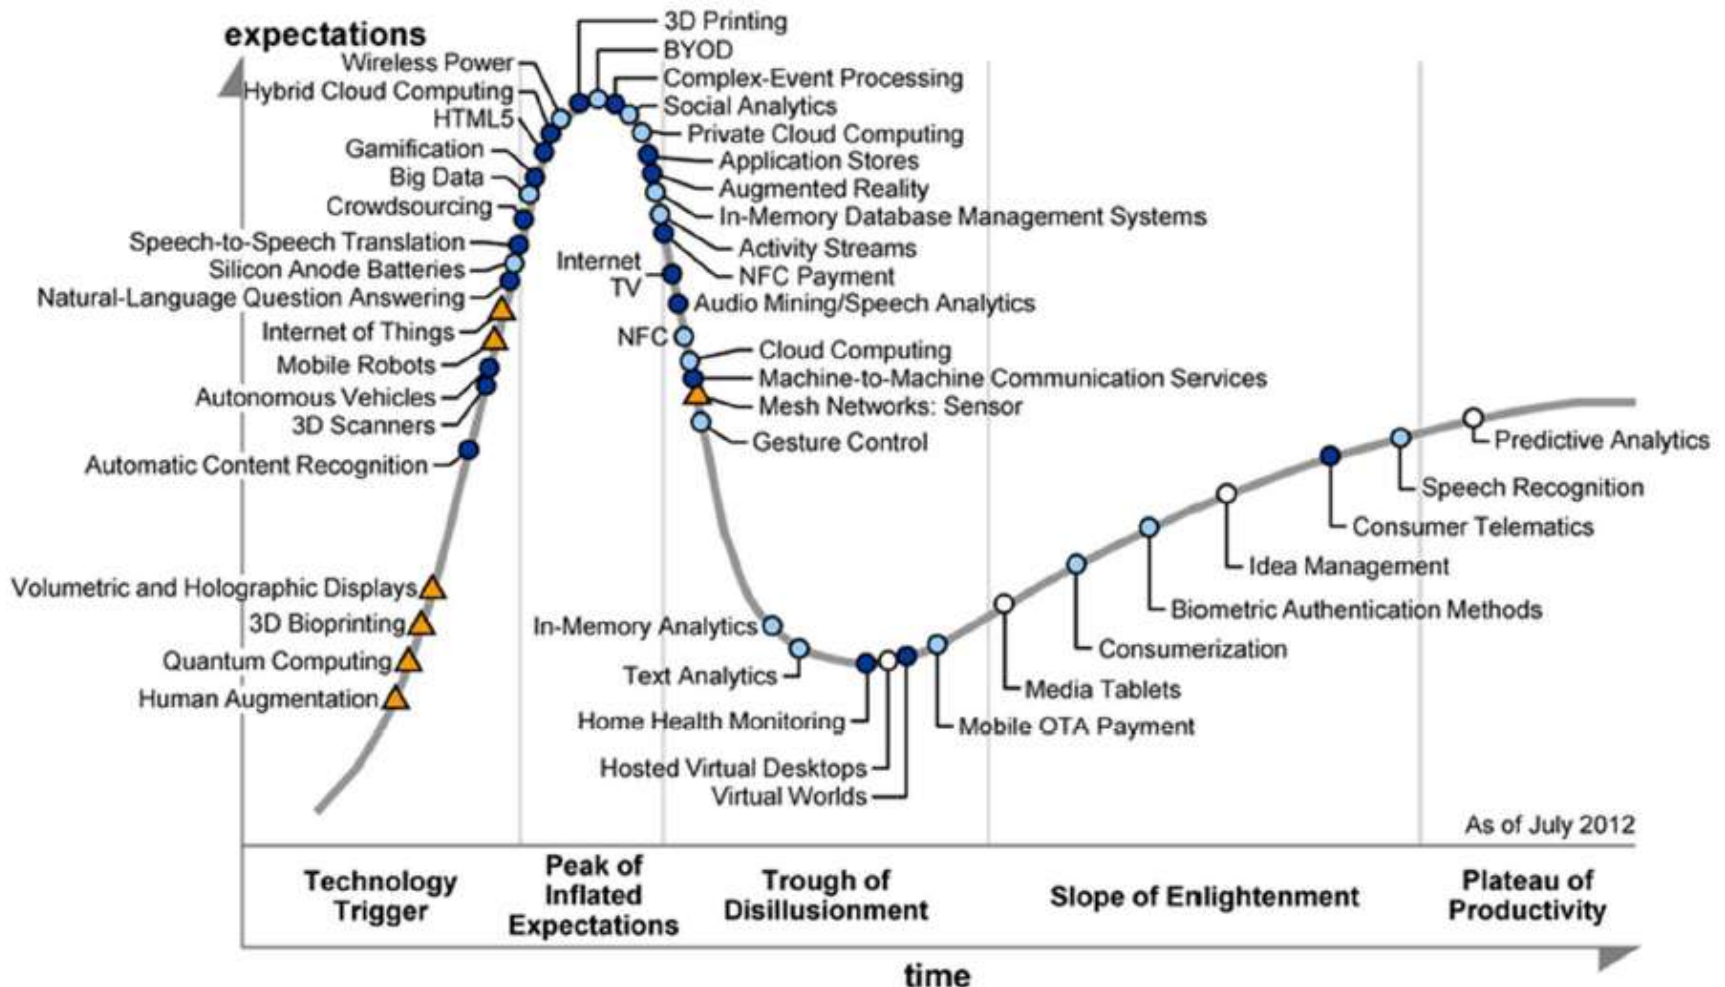 expectations
3D Printing
BYOD
Wireless Power
Complex-Event Processing
Hybrid Cloud Computing
Social Analytics
HTML5
Private Cloud Computing
Gamification
Application Stores
Big Data
Augmented Reality
Crowdsourcing
In-Memory Database Management Systems
Speech-to-Speech Translation
Activity Streams
Silicon Anode Batteries
Internet
TV
NFC Payment
Natural-Language Question Answering
Audio Mining/Speech Analytics
Internet of Things
NFC
Mobile Robots
Cloud Computing
Autonomous Vehicles
Machine-to-Machine Communication Services
3D Scanners
Mesh Networks: Sensor
Gesture Control
Automatic Content Recognition
Predictive Analytics
Speech Recognition
Consumer Telematics
Idea Management
Volumetric and Holographic Displays
Biometric Authentication Methods
3D Bioprinting
In-Memory Analytics
Consumerization
Quantum Computing
Text Analytics
Media Tablets
Human Augmentation
Home Health Monitoring
Mobile OTA Payment
Hosted Virtual Desktops
Virtual Worlds
As of July 2012
Technology
Trigger
Peak of
Inflated
Expectations
Trough of
Disillusionment
Slope of Enlightenment
Plateau of
Productivity
time